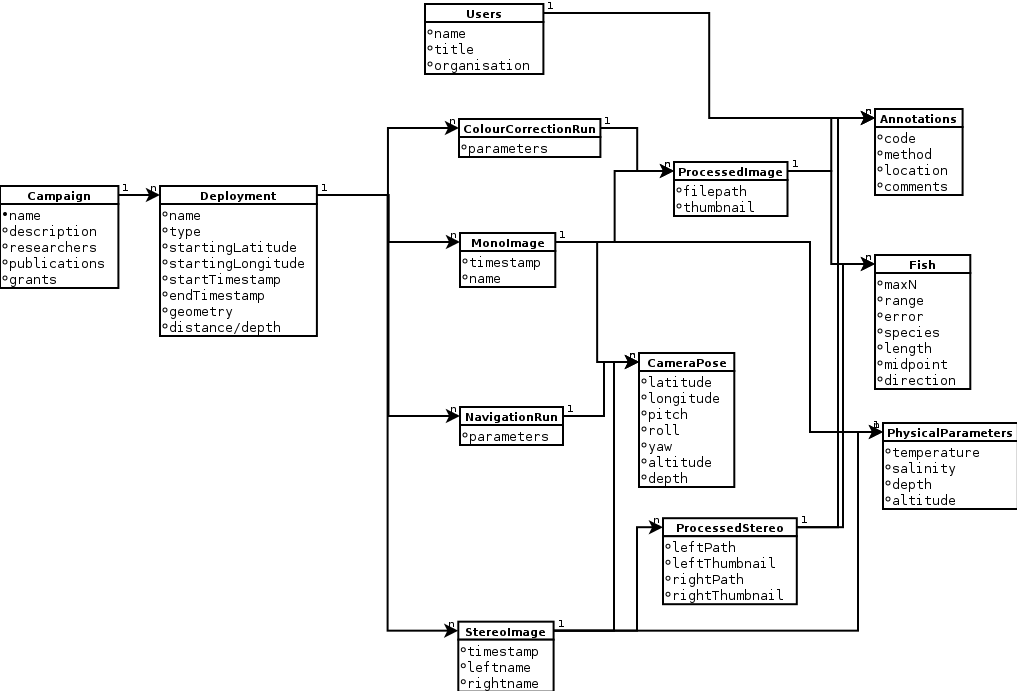 Users
name
title
organisation
1
ColourCorrectionRun
parameters
n
1
Annotations
code
method
location
comments
n
ProcessedImage
filepath
thumbnail
n
1
Campaign
name
description
researchers
publications
grants
1
Deployment
name
type
startingLatitude
startingLongitude
startTimestamp
endTimestamp
geometry
distance/depth
n
1
MonoImage
timestamp
name
n
1
Fish
maxN
range
error
species
length
midpoint
direction
n
CameraPose
latitude
longitude
pitch
roll
yaw
altitude
depth
n
NavigationRun
parameters
n
1
PhysicalParameters
temperature
salinity
depth
altitude
ProcessedStereo
leftPath
leftThumbnail
rightPath
rightThumbnail
n
1
StereoImage
timestamp
leftname
rightname
n
1